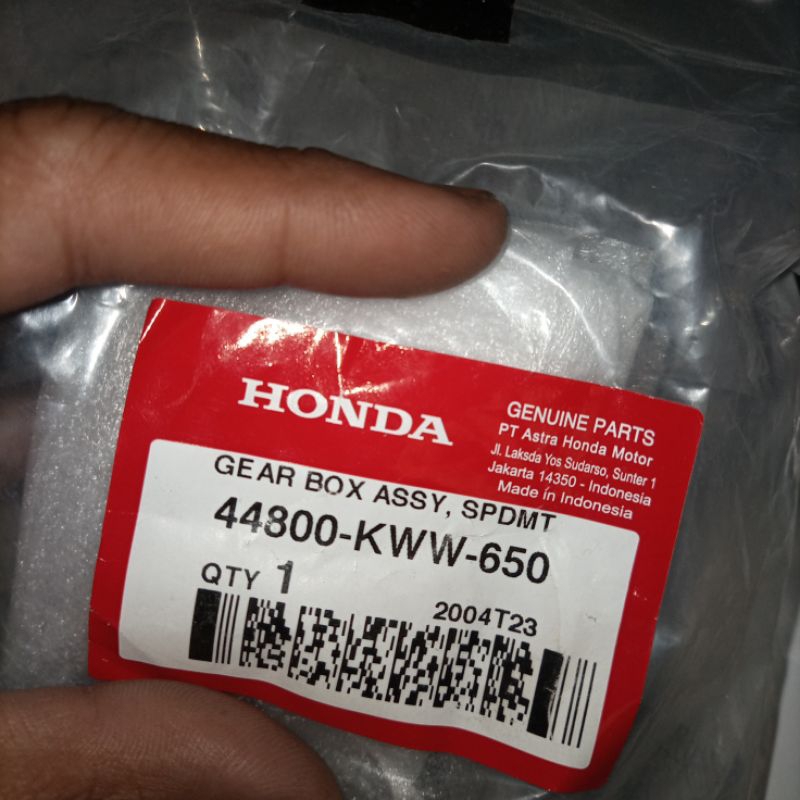 HONDA
GENUINE PARTS
PT Astra Honda Motor
Jl. Laksda Yos Sudarso, Sunter 1
Jakarta 14350 - Indonesia
Made in Indonesia
GEAR BOX ASSY, SPDMT
44800-KWW-650
QTY 1
2004T23